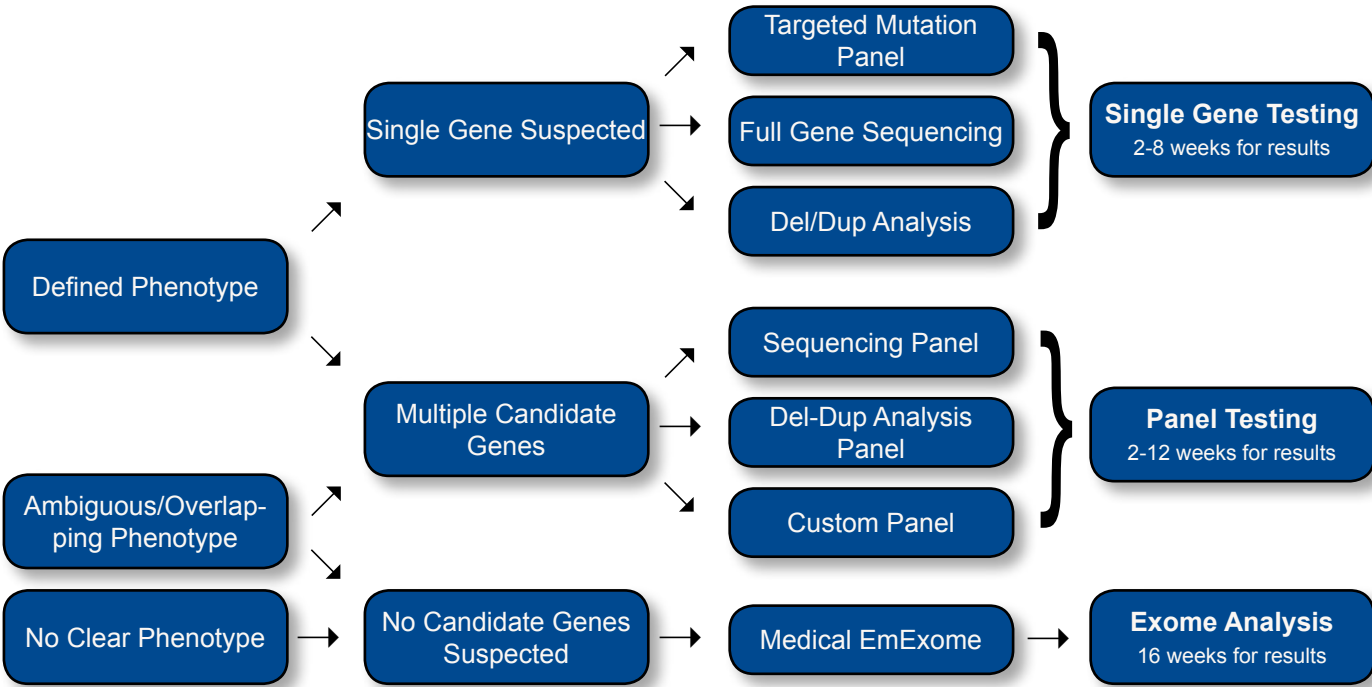 Targeted Mutation
Panel
Single Gene Suspected
Full Gene Sequencing
Single Gene Testing
2-8 weeks for results
Del/Dup Analysis
Defined Phenotype
Sequencing Panel
Multiple Candidate
Genes
Del-Dup Analysis
Panel
Panel Testing
2-12 weeks for results
Ambiguous/Overlap-
ping Phenotype
Custom Panel
No Clear Phenotype
No Candidate Genes
Suspected
Medical EmExome
Exome Analysis
16 weeks for results